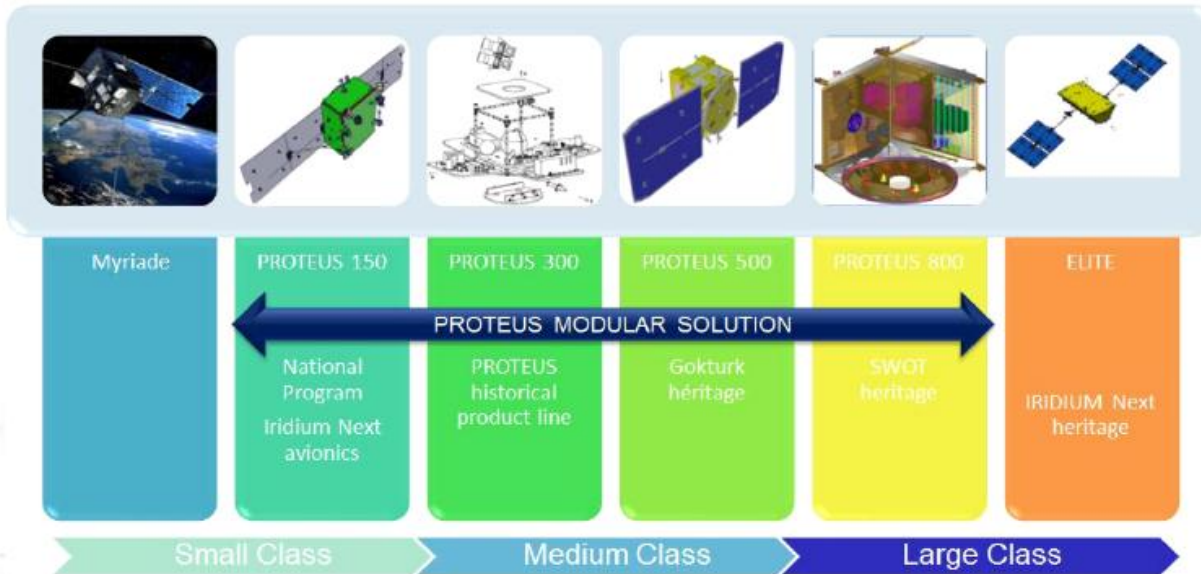 Myriade
PROTEUS 150
PROTEUS 300
PROTEUS 500
PROTEUS 800
ELITE
PROTEUS MODULAR SOLUTION
National
Program
Iridium Next
avionics
PROTEUS
historical
product line
Gokturk
héritage
SWOT
heritage
IRIDIUM Next
heritage
Small Class
Medium Class
Large Class